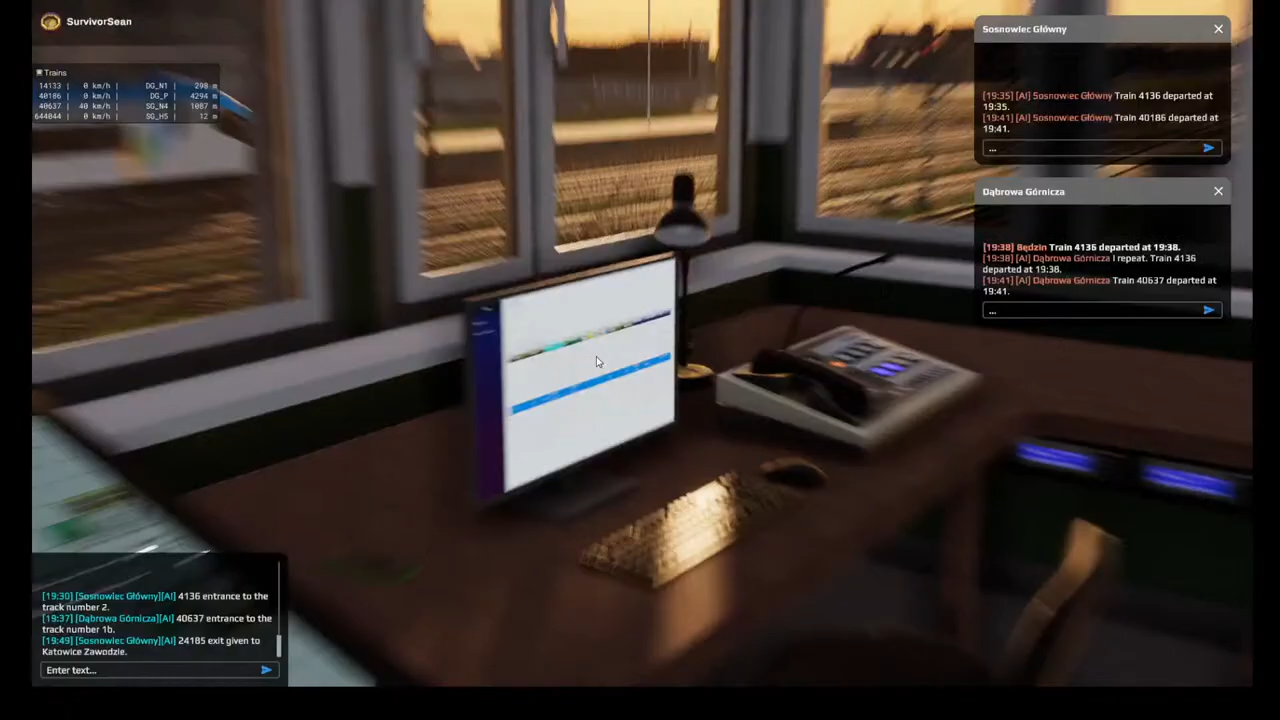 SurvivorSean
Trains
14133 | 0 km/h | DG_N1 | 298 m
40186 | 0 km/h | DG_P | 4294 m
40637 | 40 km/h | SG_N4 | 1087 m
644044 | 0 km/h | SG_H5 | 12 m
Sosnowiec Główny
[19:35] [AI] Sosnowiec Główny Train 4136 departed at
19:35.
[19:41] [AI] Sosnowiec Główny Train 40186 departed at
19:41.
...
Dąbrowa Górnicza
[19:38] Będzin Train 4136 departed at 19:38.
[19:38] [AI] Dąbrowa Górnicza I repeat. Train 4136
departed at 19:38.
[19:41] [AI] Dąbrowa Górnicza Train 40637 departed at
19:41.
...
[19:30] [Sosnowiec Główny][AI] 4136 entrance to the
track number 2.
[19:37] [Dąbrowa Górnicza][AI] 40637 entrance to the
track number 1b.
[19:49] [Sosnowiec Główny][AI] 24185 exit given to
Katowice Zawodzie.
Enter text...